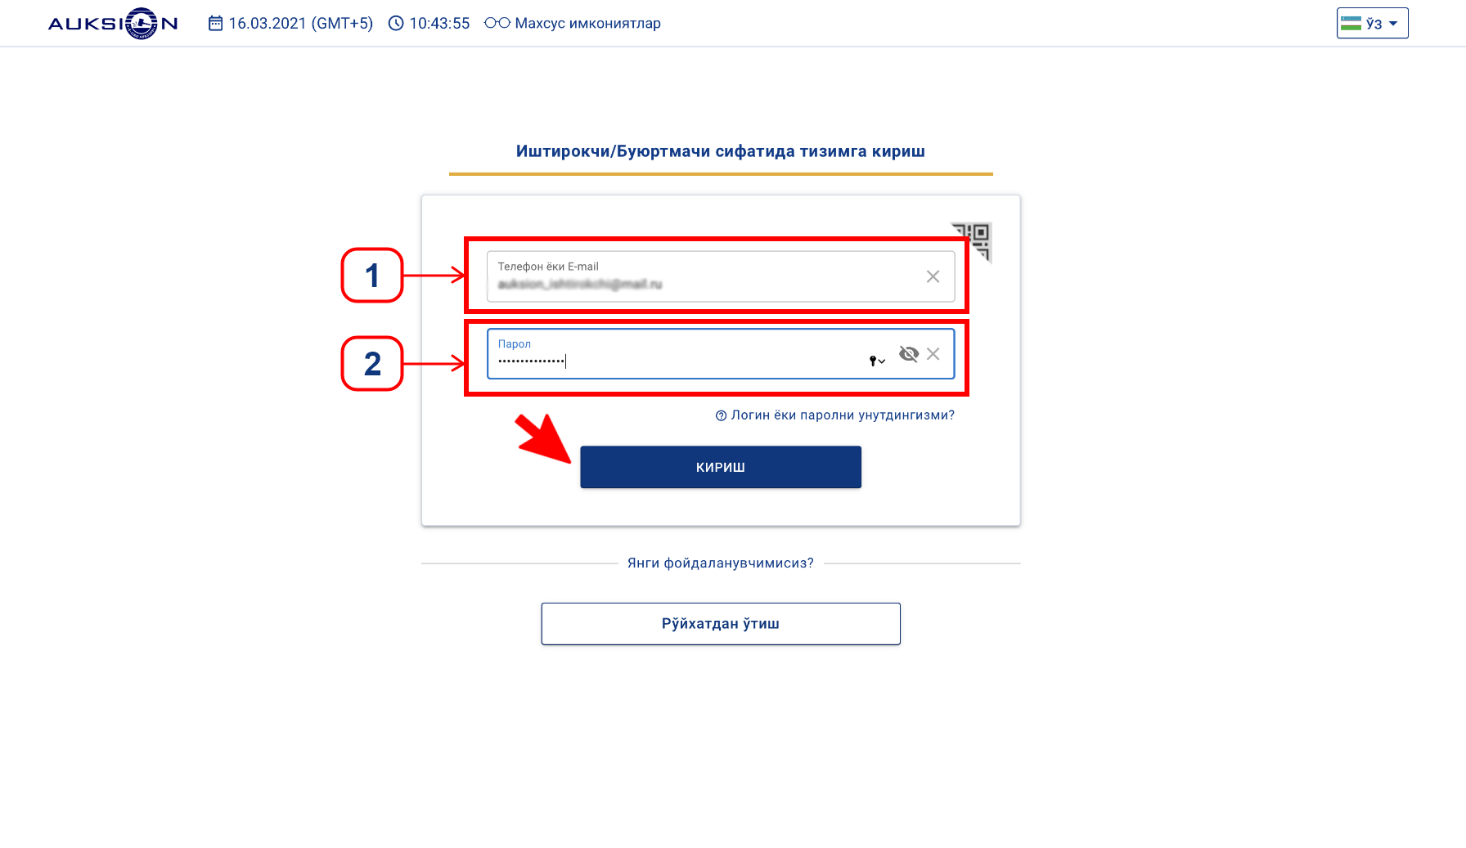 AUKSION 16.03.2021 (GMT+5) 10:43:55 Махсус имкониятлар ЎЗ
Иштирокчи/Буюртмачи сифатида тизимга кириш
1
Телефон ёки E-mail
auksion_ishtirokchi@mail.ru
2
Парол
•••••••••••••••
Логин ёки паролни унутдингизми?
КИРИШ
Янги фойдаланувчимисиз?
Рўйхатдан ўтиш